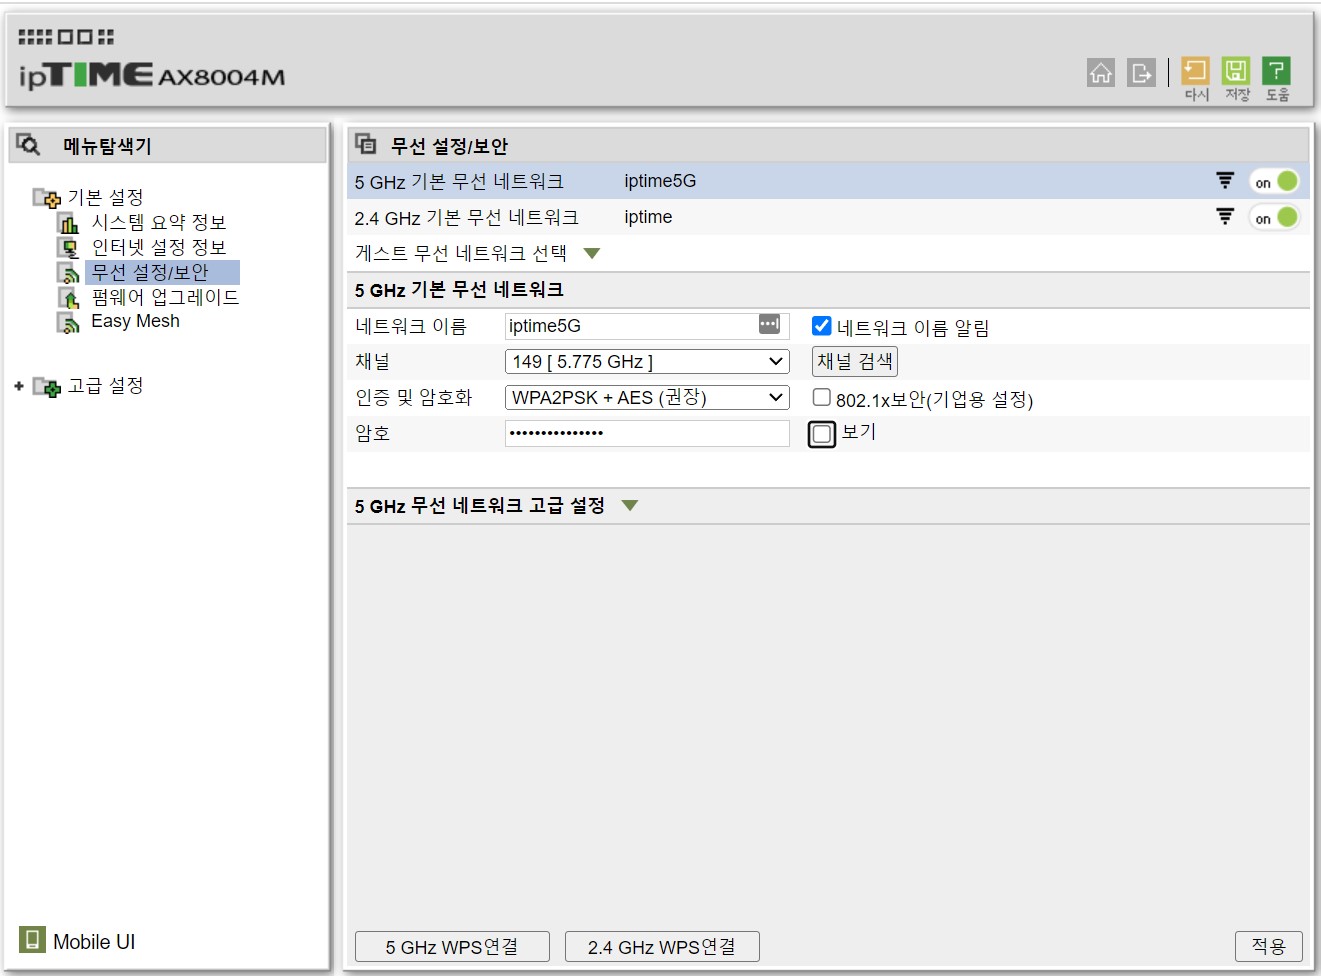 ipTIME AX8004M
다시 저장 도움
메뉴탐색기
기본 설정
시스템 요약 정보
인터넷 설정 정보
무선 설정/보안
펌웨어 업그레이드
Easy Mesh
고급 설정
Mobile UI
무선 설정/보안
5 GHz 기본 무선 네트워크 iptime5G on
2.4 GHz 기본 무선 네트워크 iptime on
게스트 무선 네트워크 선택
5 GHz 기본 무선 네트워크
네트워크 이름 iptime5G 네트워크 이름 알림
채널 149 [ 5.775 GHz ] 채널 검색
인증 및 암호화 WPA2PSK + AES (권장) 802.1x보안(기업용 설정)
암호 ••••••••••••••• 보기
5 GHz 무선 네트워크 고급 설정
5 GHz WPS연결 2.4 GHz WPS연결 적용